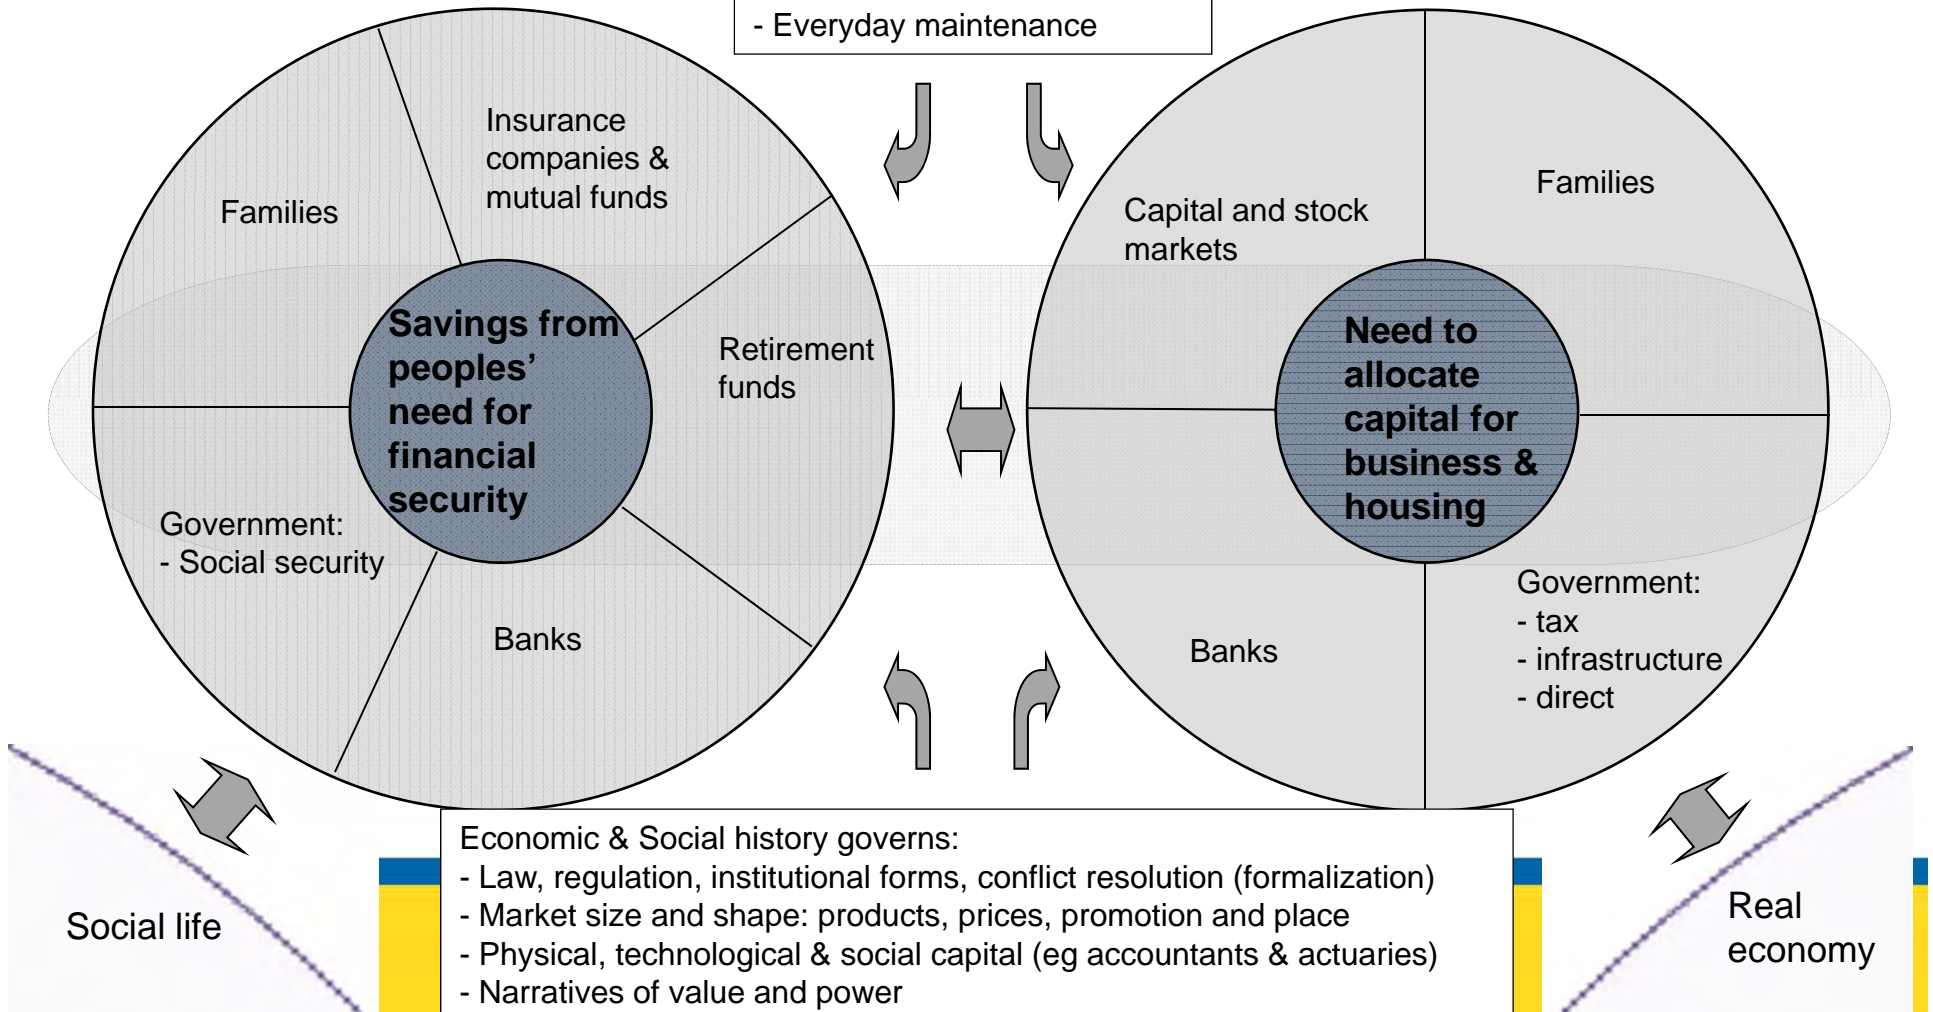 - Everyday maintenance
Insurance
companies &
mutual funds
Families
Retirement
funds
Savings from
peoples’
need for
financial
security
Government:
- Social security
Banks
Capital and stock
markets
Families
Need to
allocate
capital for
business &
housing
Banks
Government:
- tax
- infrastructure
- direct
Social life
Economic & Social history governs:
- Law, regulation, institutional forms, conflict resolution (formalization)
- Market size and shape: products, prices, promotion and place
- Physical, technological & social capital (eg accountants & actuaries)
- Narratives of value and power
Real
economy